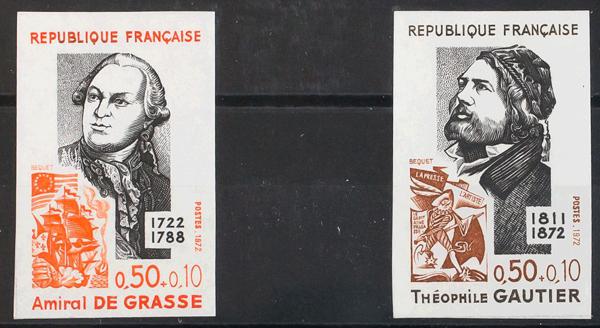 REPUBLIQUE FRANÇAISE
BEQUET
1722
1788
POSTES. 1972
0,50+0,10
Amiral DE GRASSE
REPUBLIQUE FRANÇAISE
BEQUET
LA PRESSE
L'ARTISTE
1811
1872
POSTES. 1972
0,50+0,10
Théophile GAUTIER